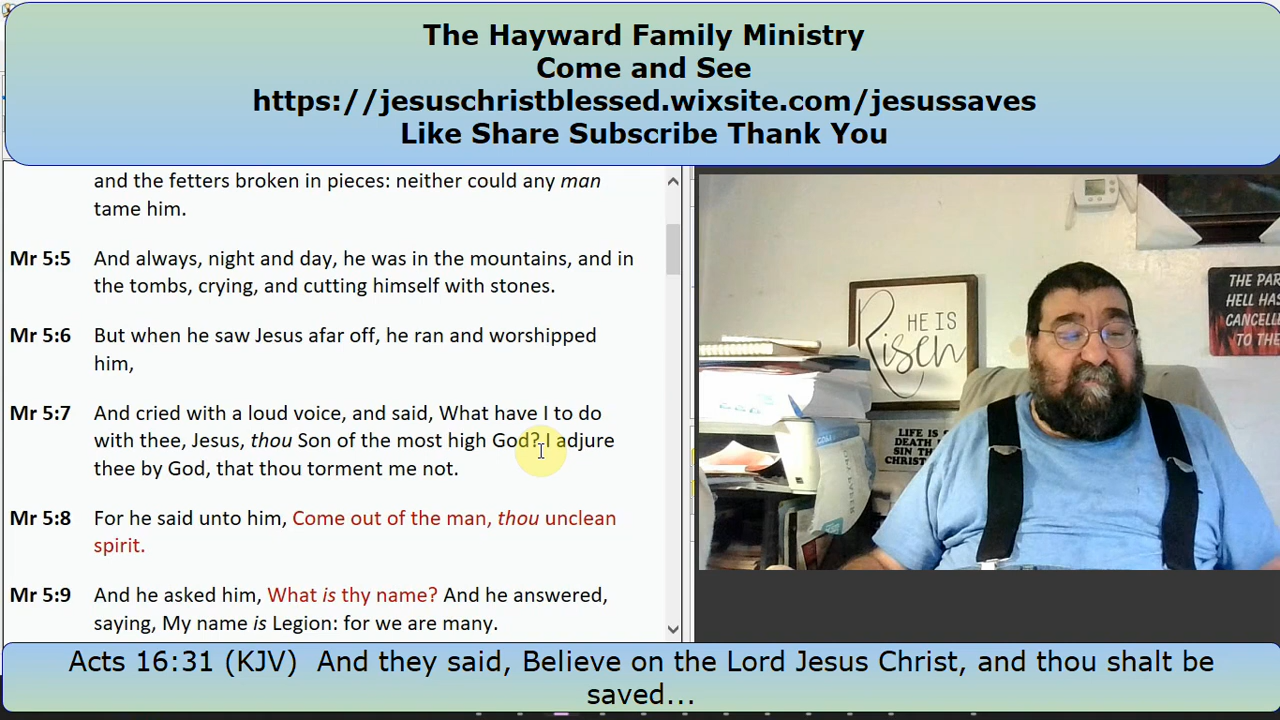 The Hayward Family Ministry
Come and See
https://jesuschristblessed.wixsite.com/jesussaves
Like Share Subscribe Thank You
and the fetters broken in pieces: neither could any man
tame him.
Mr 5:5 And always, night and day, he was in the mountains, and in
the tombs, crying, and cutting himself with stones.
Mr 5:6 But when he saw Jesus afar off, he ran and worshipped
him,
Mr 5:7 And cried with a loud voice, and said, What have I to do
with thee, Jesus, thou Son of the most high God? I adjure
thee by God, that thou torment me not.
Mr 5:8 For he said unto him, Come out of the man, thou unclean
spirit.
Mr 5:9 And he asked him, What is thy name? And he answered,
saying, My name is Legion: for we are many.
HE IS
Risen
LIFE IS
DEATH
SIN TH
CHRIST
THE PAR
HELL HAS
CANCELL
TO THE
Acts 16:31 (KJV) And they said, Believe on the Lord Jesus Christ, and thou shalt be
saved...